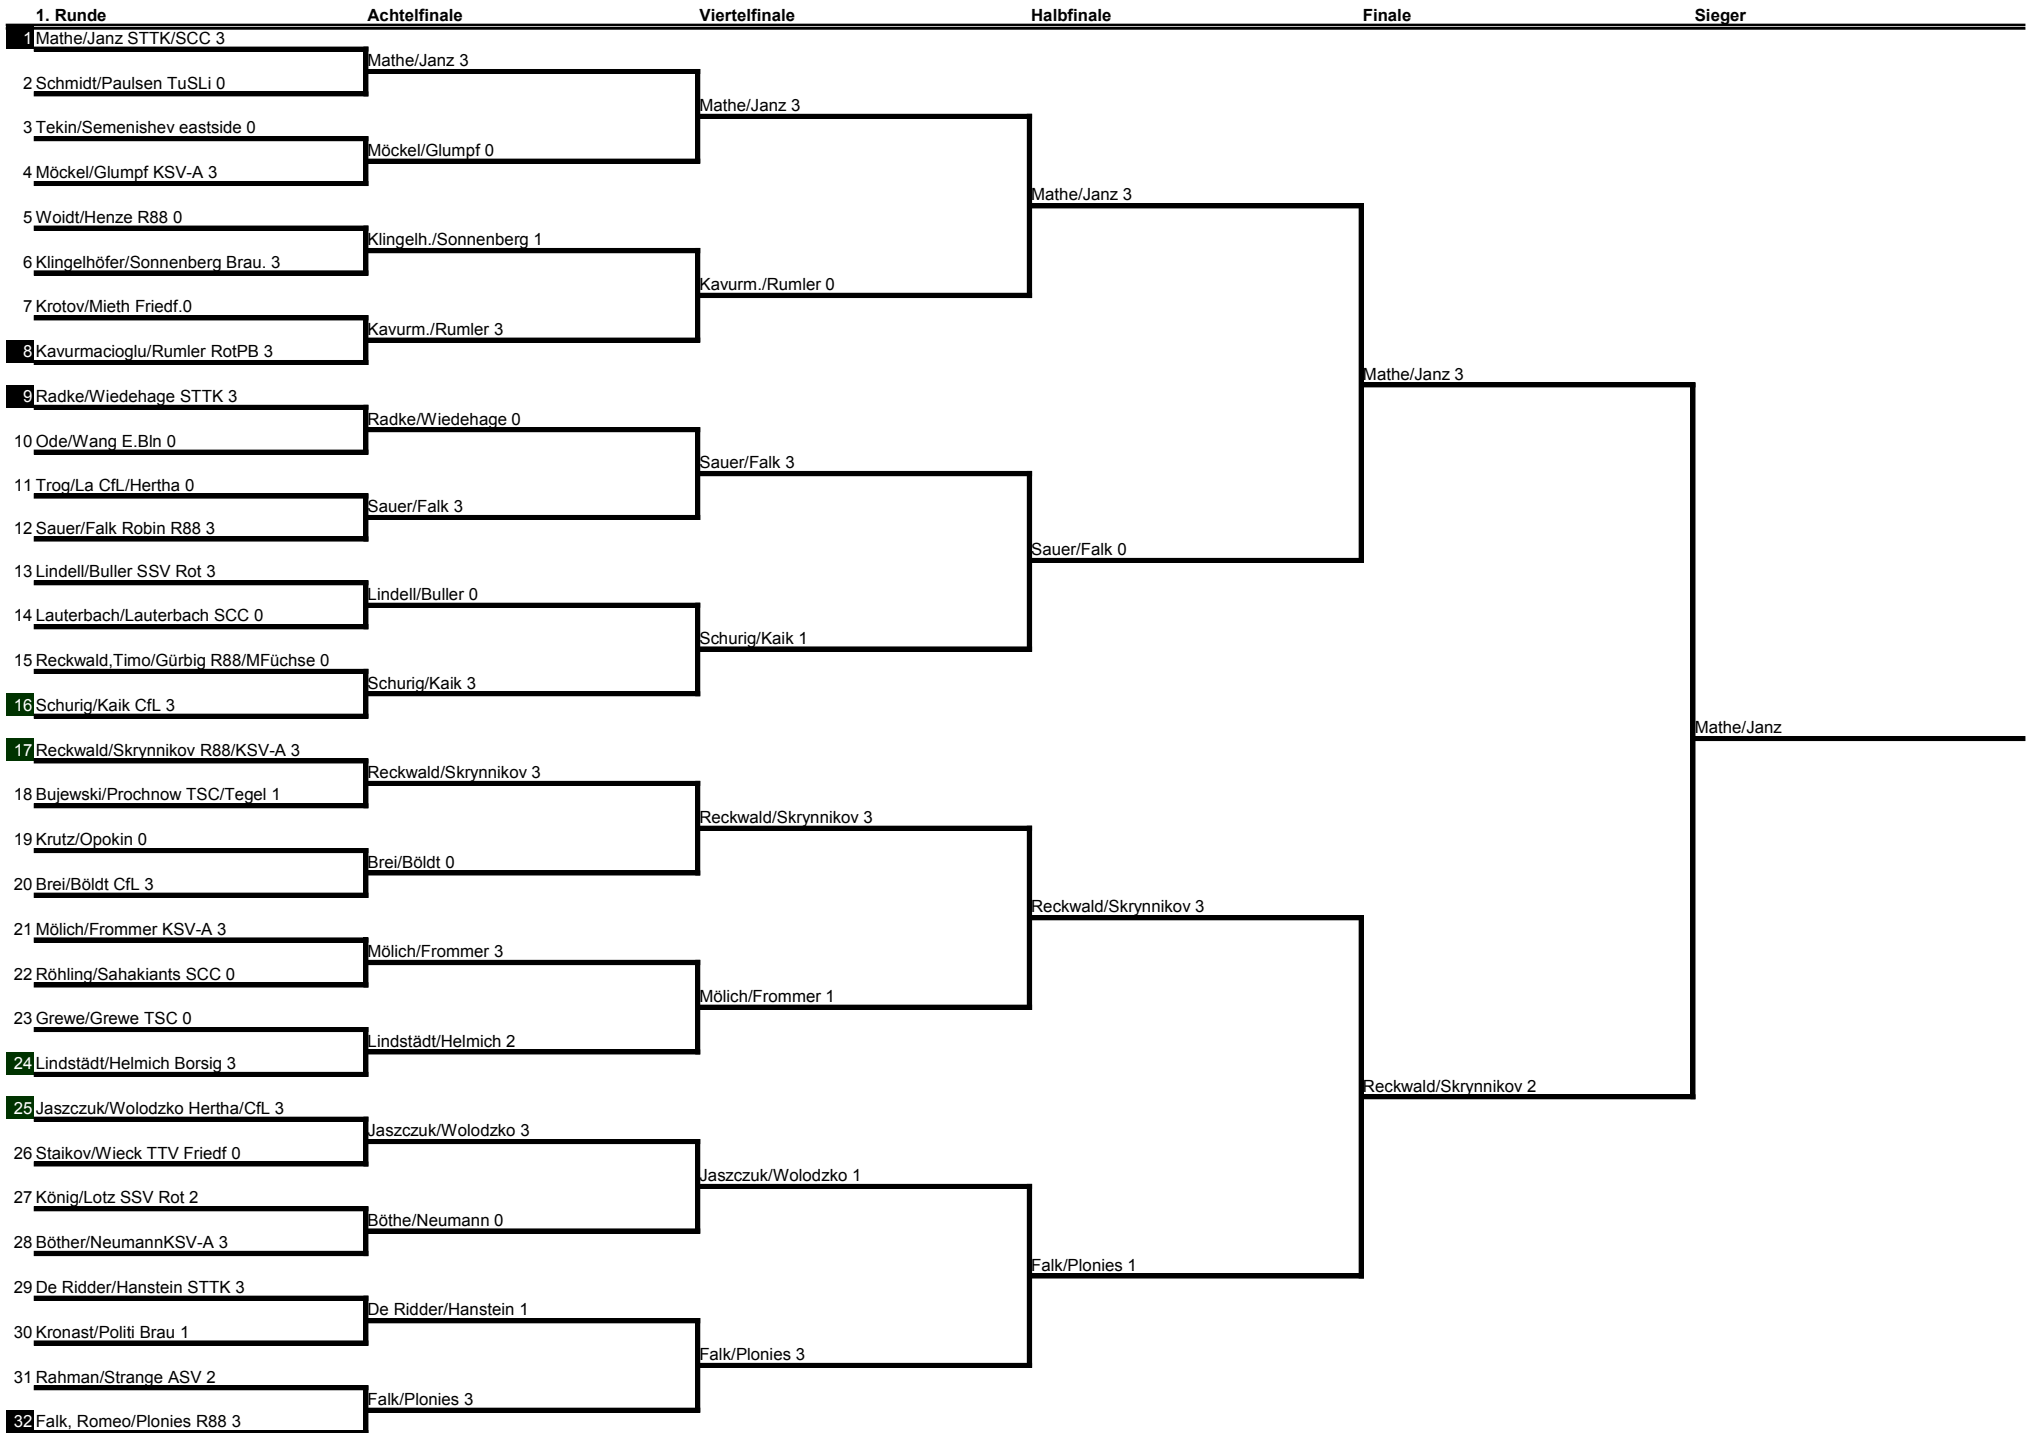 1. Runde Achtelfinale Viertelfinale Halbfinale Finale Sieger
1 Mathe/Janz STTK/SCC 3
Mathe/Janz 3
2 Schmidt/Paulsen TuSLi 0
Mathe/Janz 3
3 Tekin/Semenishev eastside 0
Möckel/Glumpf 0
4 Möckel/Glumpf KSV-A 3
Mathe/Janz 3
5 Woidt/Henze R88 0
Klingelh./Sonnenberg 1
6 Klingelhöfer/Sonnenberg Brau. 3
Kavurm./Rumler 0
7 Krotov/Mieth Friedf.0
Kavurm./Rumler 3
8 Kavurmacioglu/Rumler RotPB 3
Mathe/Janz 3
9 Radke/Wiedehage STTK 3
Radke/Wiedehage 0
10 Ode/Wang E.Bln 0
Sauer/Falk 3
11 Trog/La CfL/Hertha 0
Sauer/Falk 3
12 Sauer/Falk Robin R88 3
Sauer/Falk 0
13 Lindell/Buller SSV Rot 3
Lindell/Buller 0
14 Lauterbach/Lauterbach SCC 0
Schurig/Kaik 1
15 Reckwald,Timo/Gürbig R88/MFüchse 0
Schurig/Kaik 3
16 Schurig/Kaik CfL 3
Mathe/Janz
17 Reckwald/Skrynnikov R88/KSV-A 3
Reckwald/Skrynnikov 3
18 Bujewski/Prochnow TSC/Tegel 1
Reckwald/Skrynnikov 3
19 Krutz/Opokin 0
Brei/Böldt 0
20 Brei/Böldt CfL 3
Reckwald/Skrynnikov 3
21 Mölich/Frommer KSV-A 3
Mölich/Frommer 3
22 Röhling/Sahakiants SCC 0
Mölich/Frommer 1
23 Grewe/Grewe TSC 0
Lindstädt/Helmich 2
24 Lindstädt/Helmich Borsig 3
Reckwald/Skrynnikov 2
25 Jaszczuk/Wolodzko Hertha/CfL 3
Jaszczuk/Wolodzko 3
26 Staikov/Wieck TTV Friedf 0
Jaszczuk/Wolodzko 1
27 König/Lotz SSV Rot 2
Böthe/Neumann 0
28 Böther/NeumannKSV-A 3
Falk/Plonies 1
29 De Ridder/Hanstein STTK 3
De Ridder/Hanstein 1
30 Kronast/Politi Brau 1
Falk/Plonies 3
31 Rahman/Strange ASV 2
Falk/Plonies 3
32 Falk, Romeo/Plonies R88 3